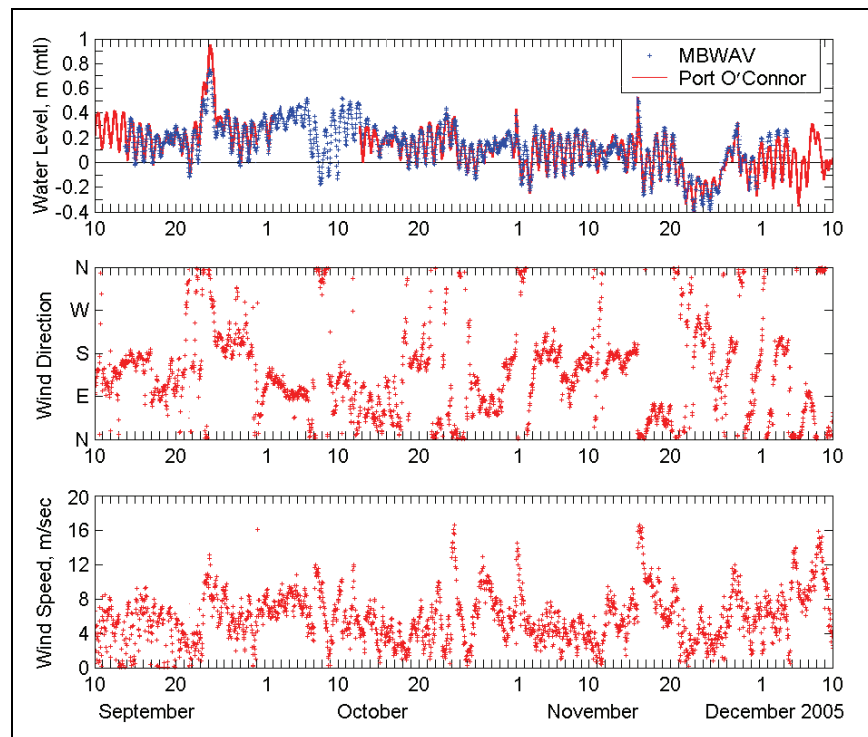 Water Level, m (mtl)
1
0.8
0.6
0.4
0.2
0
-0.2
-0.4
MBWAV
Port O'Connor
10 20 1 10 20 1 10 20 1 10
Wind Direction
N
W
S
E
N
10 20 1 10 20 1 10 20 1 10
Wind Speed, m/sec
20
16
12
8
4
0
10 20 1 10 20 1 10 20 1 10
September October November December 2005